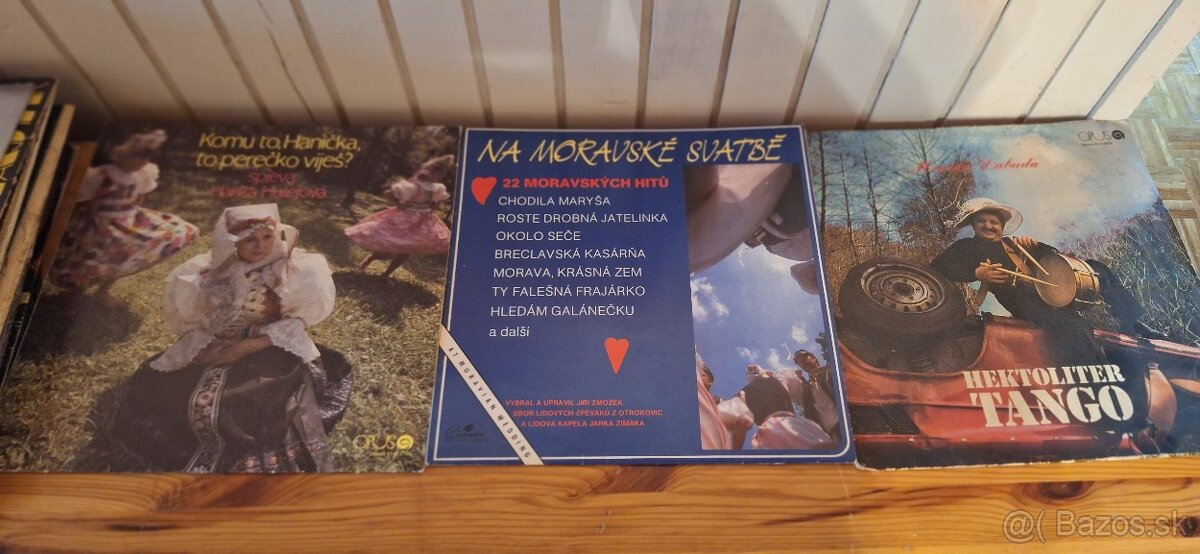 Komu to, Hanička,
to perečko viješ?
spieva
OPUS
NA MORAVSKÉ SVATBĚ
22 MORAVSKÝCH HITŮ
CHODILA MARYŠA
ROSTE DROBNÁ JATELINKA
OKOLO SEČE
BRECLAVSKÁ KASÁRŇA
MORAVA, KRÁSNÁ ZEM
TY FALEŠNÁ FRAJÁRKO
HLEDÁM GALÁNEČKU
a další
AT MORAVIAN WEDDING
VYBRAL A UPRAVIL JIŘÍ ZMOŽEK
SBOR LIDOVÝCH ZPĚVÁKŮ Z OTROKOVIC
A LIDOVÁ KAPELA JARKA ZIMÁKA
OPUS
Labuda
HEKTOLITER
TANGO
@( Bazos.sk